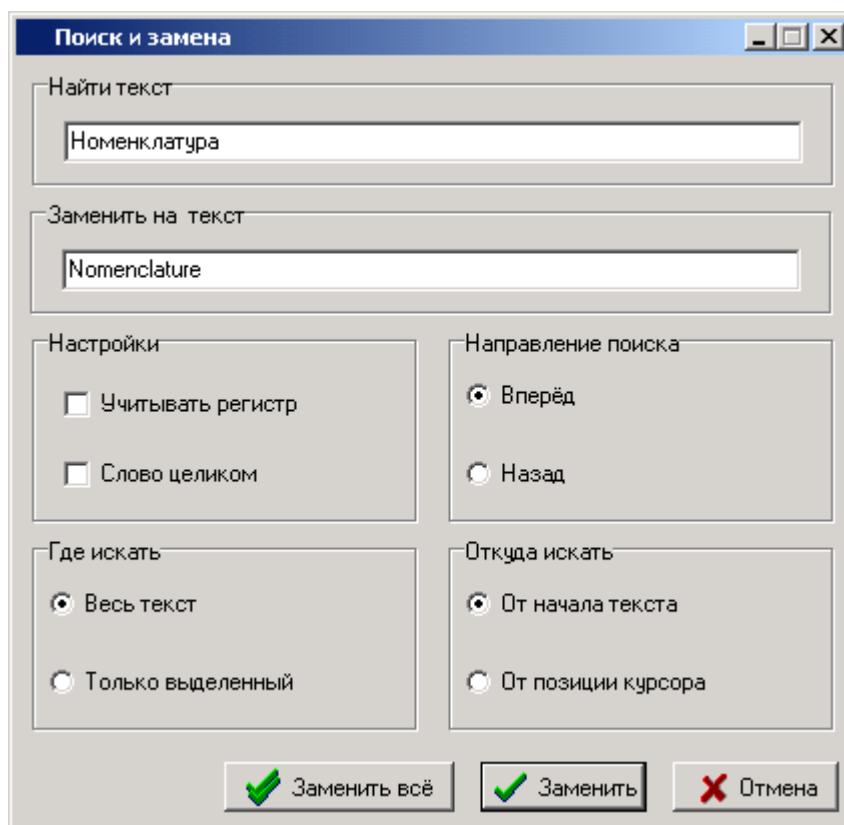 Поиск и замена
Найти текст
Номенклатура
Заменить на текст
Nomenclature
Настройки
Учитывать регистр
Слово целиком
Направление поиска
Вперёд
Назад
Где искать
Весь текст
Только выделенный
Откуда искать
От начала текста
От позиции курсора
Заменить всё Заменить Отмена